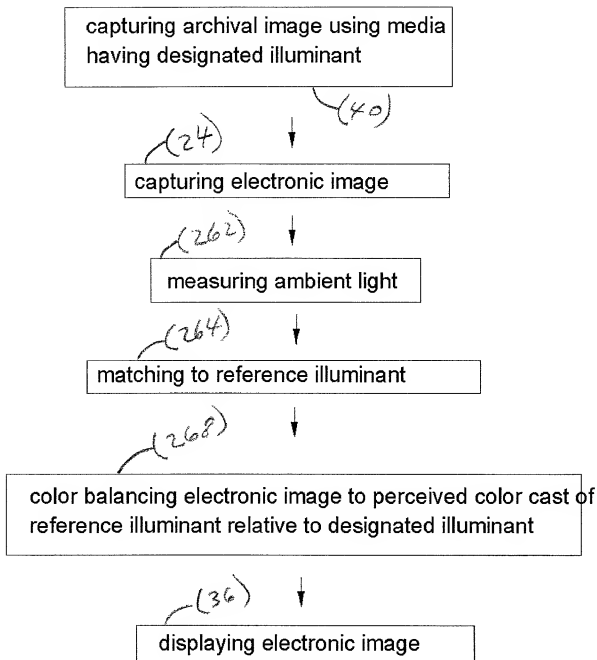 capturing archival image using media
having designated illuminant
(40)
(24)
capturing electronic image
(262)
measuring ambient light
(264)
matching to reference illuminant
(268)
color balancing electronic image to perceived color cast of
reference illuminant relative to designated illuminant
(36)
displaying electronic image